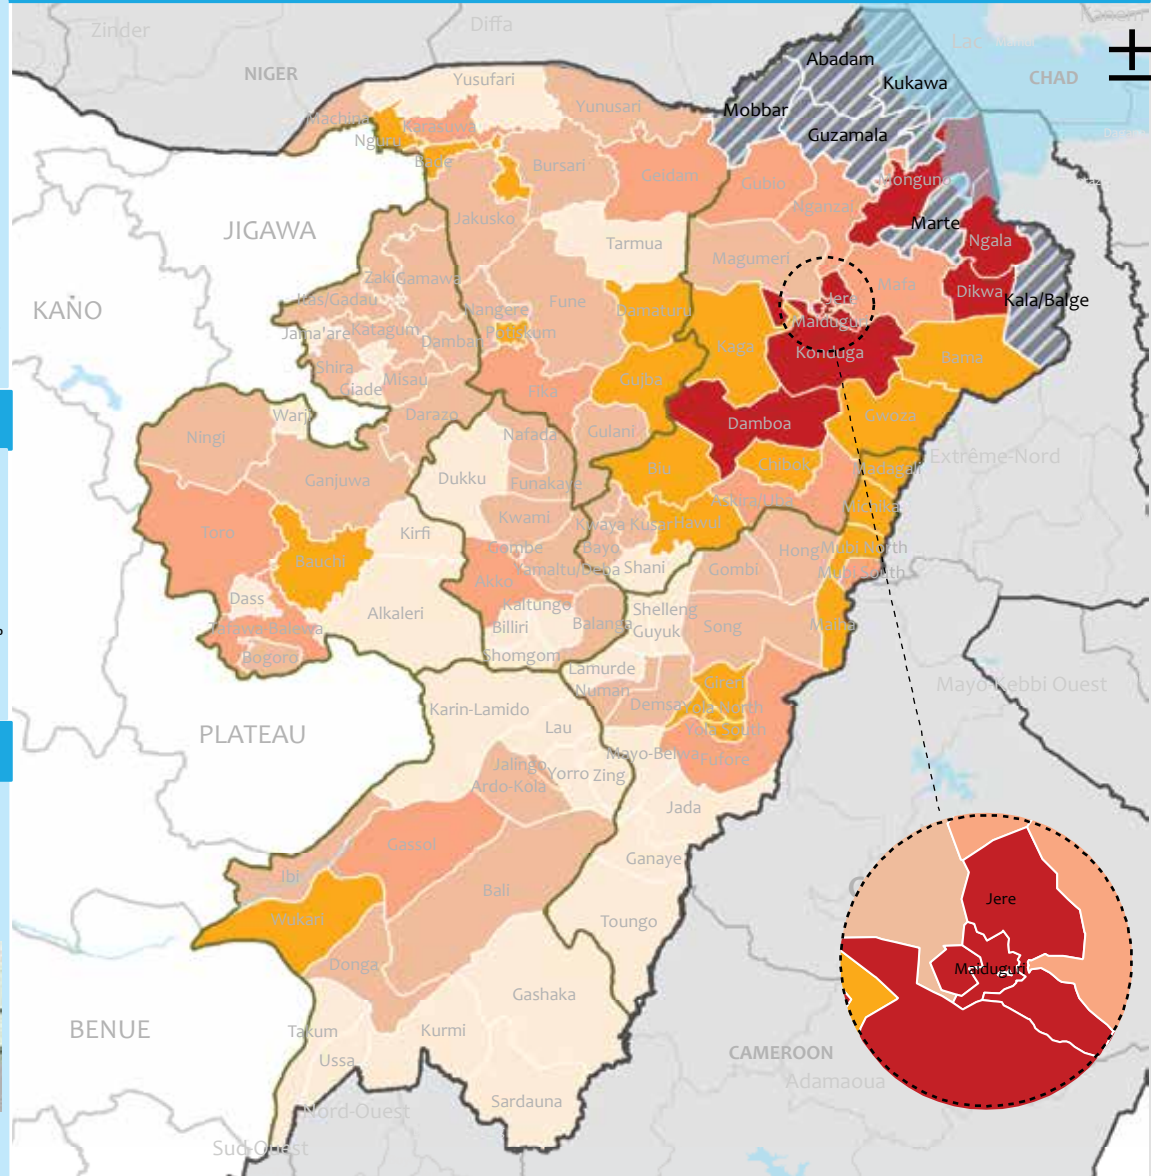 Zinder
Diffa
Kanem
Lac
NIGER
CHAD
Yusufari
Abadam
Kukawa
Machina
Yunusari
Mobbar
Guzamala
Karasuwa
Nguru
Bade
Bursari
Geidam
Gubio
Monguno
Nganzai
Jakusko
Marte
JIGAWA
Tarmua
Ngala
Magumeri
Zaki
Gamawa
Mafa
Dikwa
Kala/Balge
Itas/Gadau
Jere
KANO
Nangere
Fune
Damaturu
Maiduguri
Jama'are
Katagum
Potiskum
Damban
Kaga
Konduga
Bama
Shira
Misau
Gujba
Giade
Fika
Warji
Darazo
Damboa
Gwoza
Ningi
Nafada
Gulani
Extrême-Nord
Ganjuwa
Dukku
Funakaye
Biu
Chibok
Madagali
Askira/Uba
Michika
Toro
Kirfi
Kwami
Kwaya Kusar
Hawul
Bauchi
Gombe
Bayo
Hong
Mubi North
Yamaltu/Deba
Shani
Gombi
Mubi South
Akko
Dass
Alkaleri
Kaltungo
Shelleng
Tafawa-Balewa
Billiri
Balanga
Guyuk
Song
Maiha
Bogoro
Shomgom
Lamurde
Numan
Girei
Mayo-Kebbi Ouest
Karin-Lamido
Demsa
Yola North
PLATEAU
Lau
Yola South
Mayo-Belwa
Fufore
Jalingo
Yorro
Zing
Ardo-Kola
Jada
Gassol
Ganaye
Ibi
Bali
Jere
Wukari
Toungo
Donga
Maiduguri
Gashaka
BENUE
Takum
Kurmi
Ussa
CAMEROON
Adamaoua
Nord-Ouest
Sardauna
Sud-Ouest